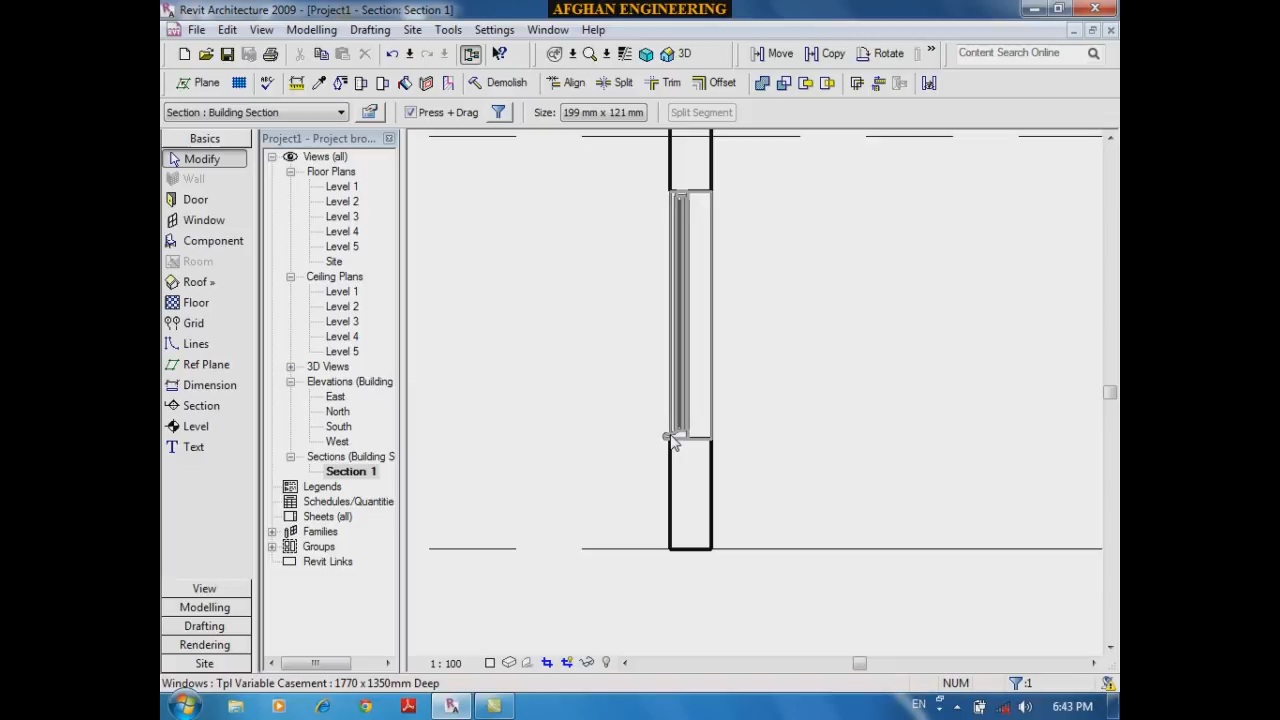 Revit Architecture 2009 - [Project1 - Section: Section 1]
AFGHAN ENGINEERING
File Edit View Modelling Drafting Site Tools Settings Window Help
3D Move Copy Rotate » Content Search Online
Plane Demolish Align Split Trim Offset
Section : Building Section Press + Drag Size: 199 mm x 121 mm Split Segment
Basics
Modify
Wall
Door
Window
Component
Room
Roof »
Floor
Grid
Lines
Ref Plane
Dimension
Section
Level
Text
View
Modelling
Drafting
Rendering
Site
Project1 - Project bro...
Views (all)
Floor Plans
Level 1
Level 2
Level 3
Level 4
Level 5
Site
Ceiling Plans
Level 1
Level 2
Level 3
Level 4
Level 5
3D Views
Elevations (Building
East
North
South
West
Sections (Building S
Section 1
Legends
Schedules/Quantitie
Sheets (all)
Families
Groups
Revit Links
1 : 100
Windows : Tpl Variable Casement : 1770 x 1350mm Deep NUM :1
EN 6:43 PM